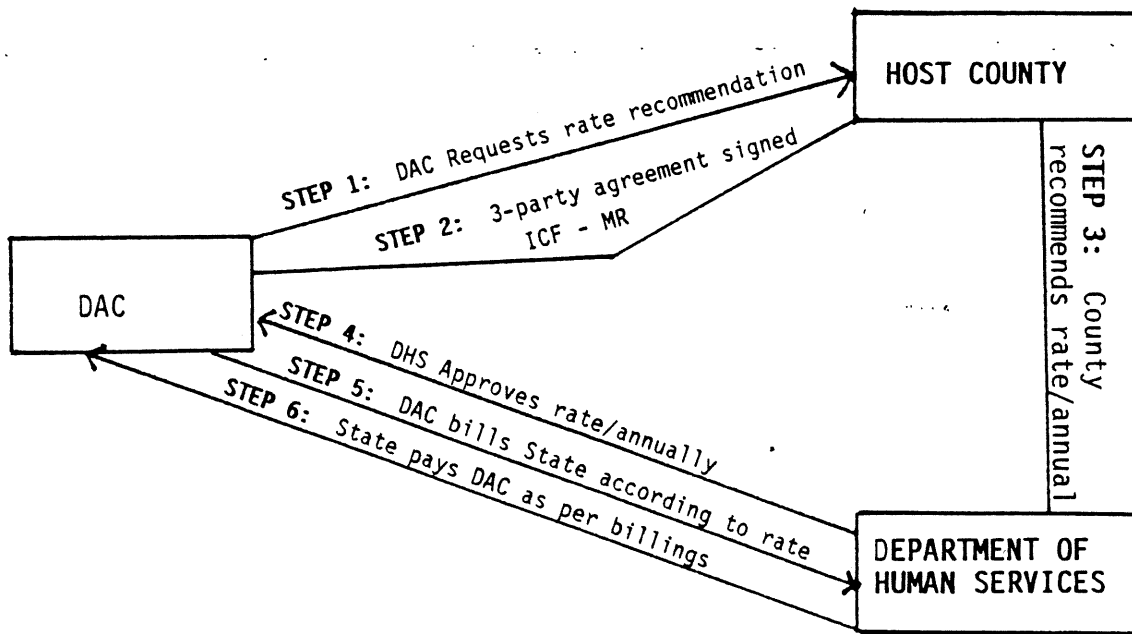 HOST COUNTY
STEP 1: DAC Requests rate recommendation
STEP 2: 3-party agreement signed
ICF - MR
STEP 3: County
recommends rate/annual
DAC
STEP 4: DHS Approves rate/annually
STEP 5: DAC bills State according to rate
STEP 6: State pays DAC as per billings
DEPARTMENT OF
HUMAN SERVICES